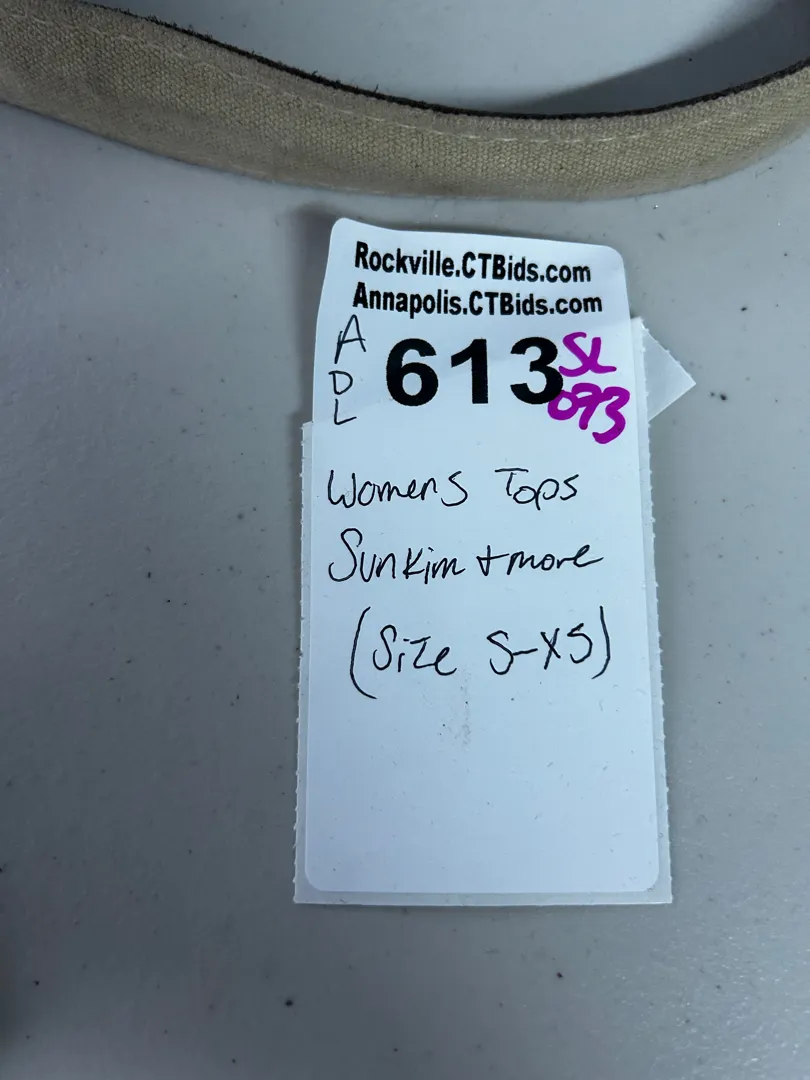 Rockville.CTBids.com
Annapolis.CTBids.com
A
D
L
613
SL
093
Womens Tops
Sunkim + more
(Size S-XS)